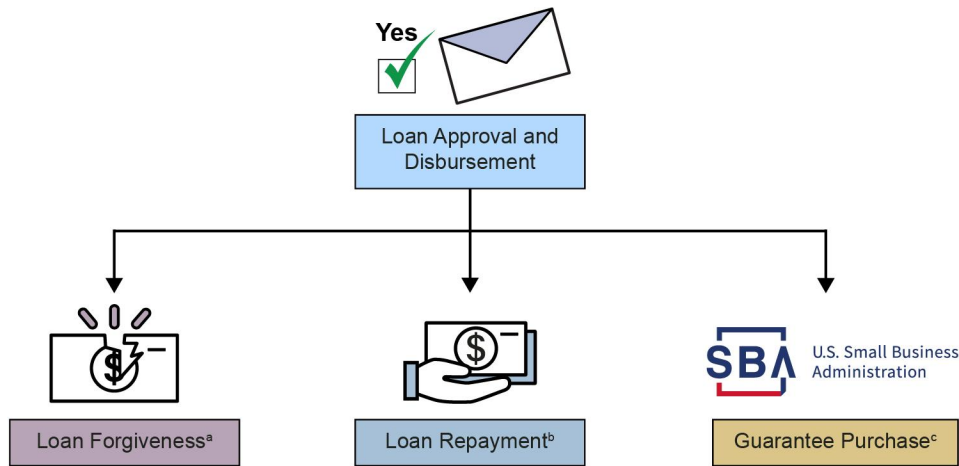 Yes
Loan Approval and
Disbursement
$
$
SBA
U.S. Small Business
Administration
Loan Forgivenessᵃ
Loan Repaymentᵇ
Guarantee Purchaseᶜ